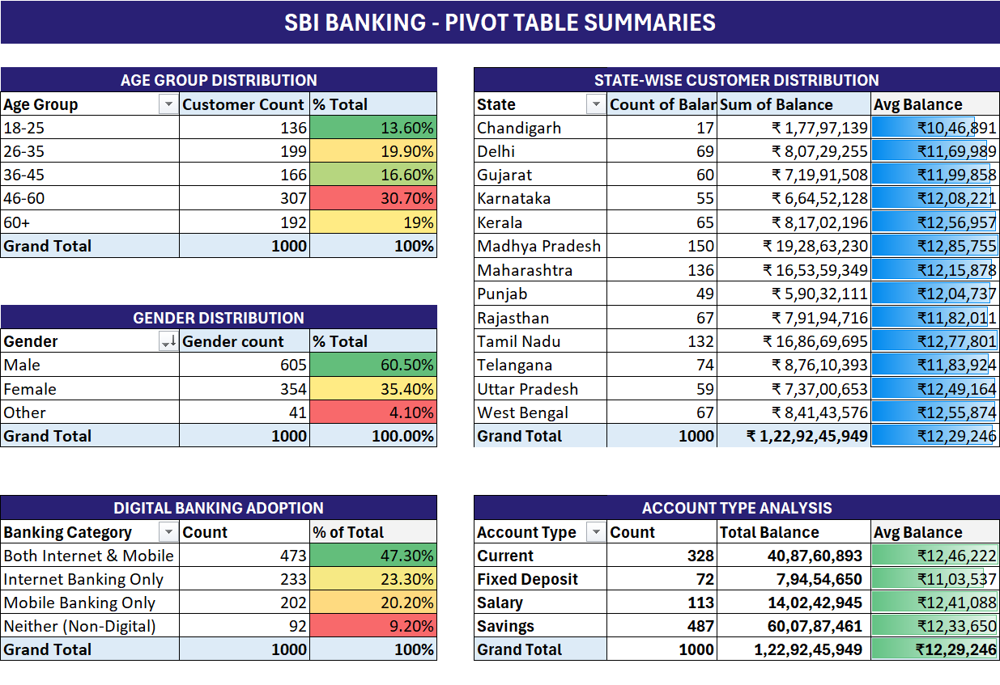 SBI BANKING - PIVOT TABLE SUMMARIES
AGE GROUP DISTRIBUTION
Age Group Customer Count % Total
18-25 136 13.60%
26-35 199 19.90%
36-45 166 16.60%
46-60 307 30.70%
60+ 192 19%
Grand Total 1000 100%
GENDER DISTRIBUTION
Gender Gender count % Total
Male 605 60.50%
Female 354 35.40%
Other 41 4.10%
Grand Total 1000 100.00%
DIGITAL BANKING ADOPTION
Banking Category Count % of Total
Both Internet & Mobile 473 47.30%
Internet Banking Only 233 23.30%
Mobile Banking Only 202 20.20%
Neither (Non-Digital) 92 9.20%
Grand Total 1000 100%
STATE-WISE CUSTOMER DISTRIBUTION
State Count of Balar Sum of Balance Avg Balance
Chandigarh 17 ₹ 1,77,97,139 ₹10,46,891
Delhi 69 ₹ 8,07,29,255 ₹11,69,989
Gujarat 60 ₹ 7,19,91,508 ₹11,99,858
Karnataka 55 ₹ 6,64,52,128 ₹12,08,221
Kerala 65 ₹ 8,17,02,196 ₹12,56,957
Madhya Pradesh 150 ₹ 19,28,63,230 ₹12,85,755
Maharashtra 136 ₹ 16,53,59,349 ₹12,15,878
Punjab 49 ₹ 5,90,32,111 ₹12,04,737
Rajasthan 67 ₹ 7,91,94,716 ₹11,82,011
Tamil Nadu 132 ₹ 16,86,69,695 ₹12,77,801
Telangana 74 ₹ 8,76,10,393 ₹11,83,924
Uttar Pradesh 59 ₹ 7,37,00,653 ₹12,49,164
West Bengal 67 ₹ 8,41,43,576 ₹12,55,874
Grand Total 1000 ₹ 1,22,92,45,949 ₹12,29,246
ACCOUNT TYPE ANALYSIS
Account Type Count Total Balance Avg Balance
Current 328 40,87,60,893 ₹12,46,222
Fixed Deposit 72 7,94,54,650 ₹11,03,537
Salary 113 14,02,42,945 ₹12,41,088
Savings 487 60,07,87,461 ₹12,33,650
Grand Total 1000 1,22,92,45,949 ₹12,29,246